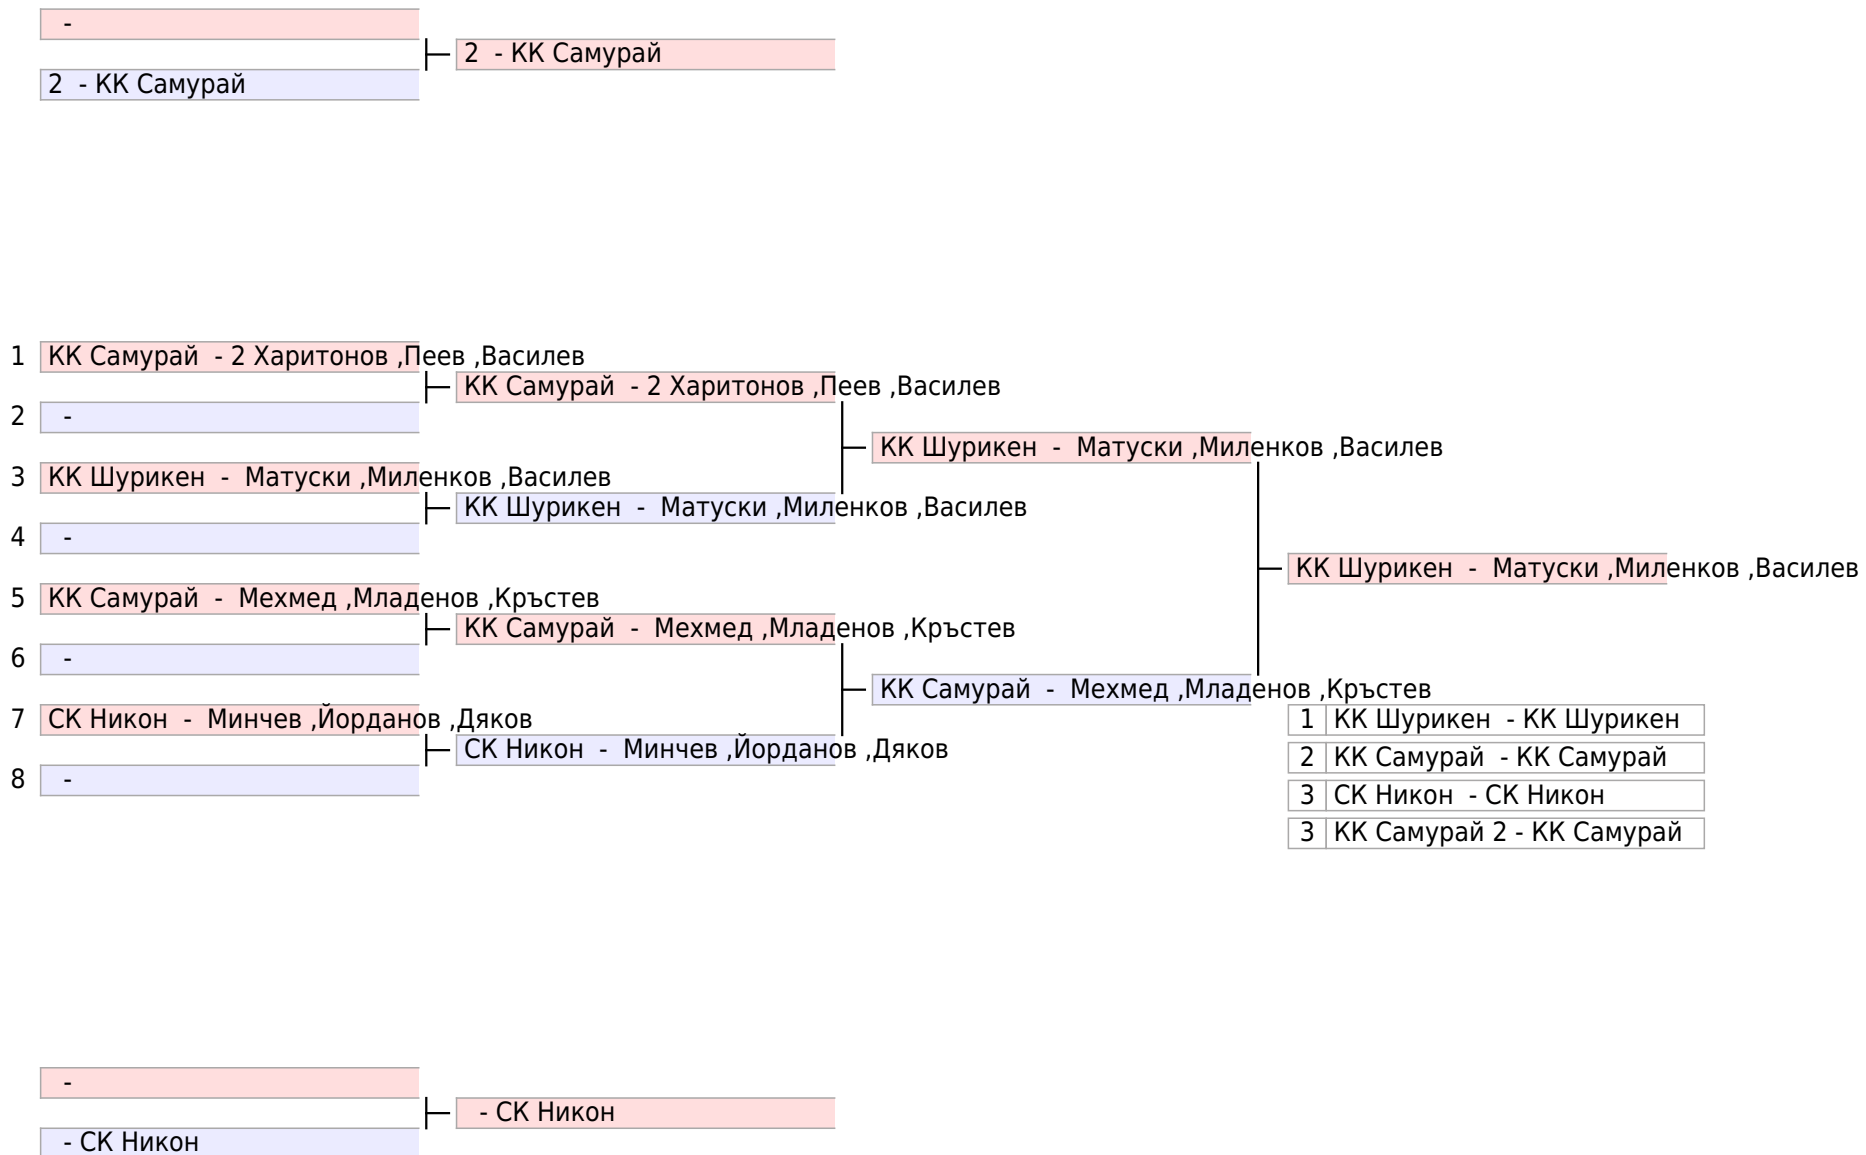 -
2 - КК Самурай
2 - КК Самурай
1 КК Самурай - 2 Харитонов ,Пеев ,Василев
КК Самурай - 2 Харитонов ,Пеев ,Василев
2 -
КК Шурикен - Матуски ,Миленков ,Василев
3 КК Шурикен - Матуски ,Миленков ,Василев
КК Шурикен - Матуски ,Миленков ,Василев
4 -
КК Шурикен - Матуски ,Миленков ,Василев
5 КК Самурай - Мехмед ,Младенов ,Кръстев
КК Самурай - Мехмед ,Младенов ,Кръстев
6 -
КК Самурай - Мехмед ,Младенов ,Кръстев
7 СК Никон - Минчев ,Йорданов ,Дяков
1 КК Шурикен - КК Шурикен
СК Никон - Минчев ,Йорданов ,Дяков
2 КК Самурай - КК Самурай
8 -
3 СК Никон - СК Никон
3 КК Самурай 2 - КК Самурай
-
- СК Никон
- СК Никон